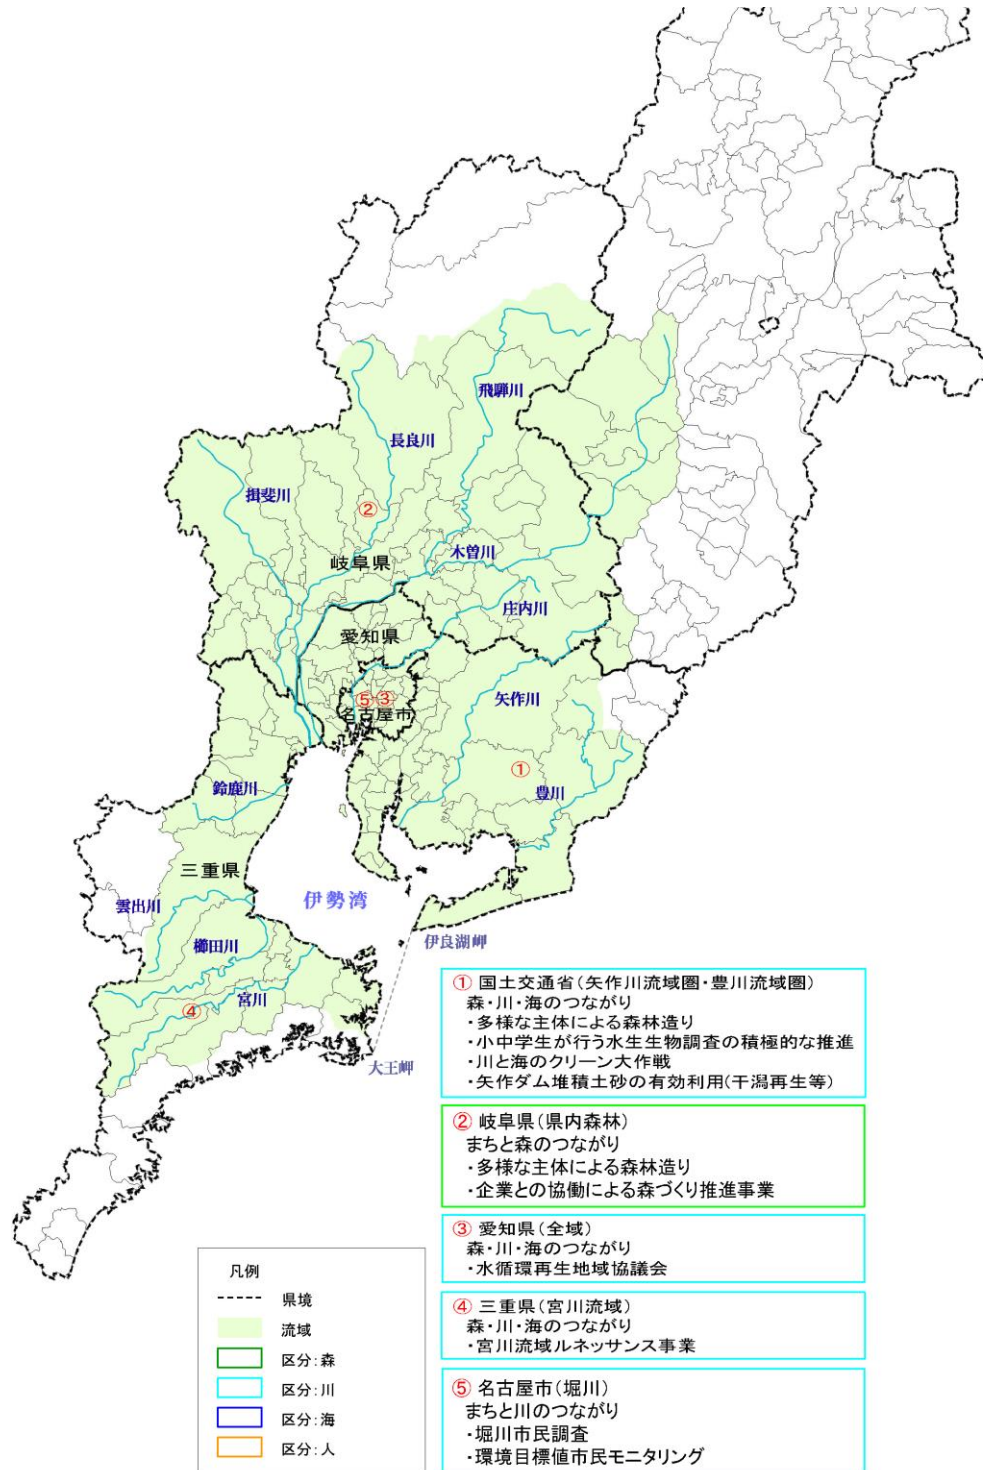 飛騨川
長良川
揖斐川
②
木曽川
岐阜県
庄内川
愛知県
⑤
③
名古屋市
矢作川
①
豊川
鈴鹿川
三重県
雲出川
伊勢湾
伊良湖岬
櫛田川
宮川
④
大王岬
① 国土交通省(矢作川流域圏・豊川流域圏)
森・川・海のつながり
・多様な主体による森林造り
・小中学生が行う水生生物調査の積極的な推進
・川と海のクリーン大作戦
・矢作ダム堆積土砂の有効利用(干潟再生等)
② 岐阜県(県内森林)
まちと森のつながり
・多様な主体による森林造り
・企業との協働による森づくり推進事業
③ 愛知県(全域)
森・川・海のつながり
・水循環再生地域協議会
④ 三重県(宮川流域)
森・川・海のつながり
・宮川流域ルネッサンス事業
⑤ 名古屋市(堀川)
まちと川のつながり
・堀川市民調査
・環境目標値市民モニタリング
凡例
県境
流域
区分:森
区分:川
区分:海
区分:人